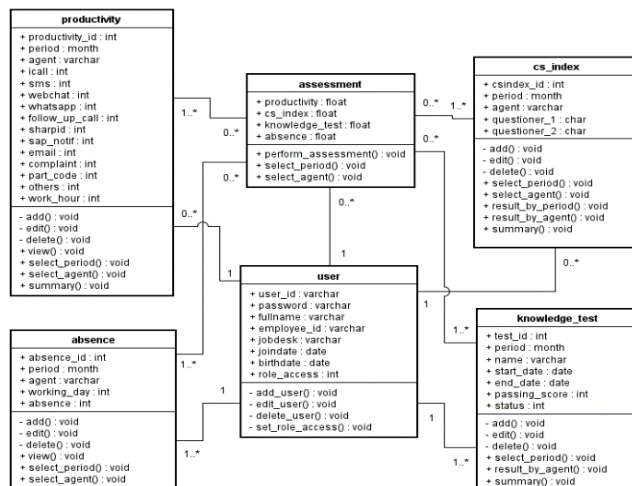 productivity
+ productivity_id : int
+ period : month
+ agent : varchar
+ icall : int
+ sms : int
+ webchat : int
+ whatsapp : int
+ follow_up_call : int
+ sharpid : int
+ sap_notif : int
+ email : int
+ complaint : int
+ part_code : int
+ others : int
+ work_hour : int
- add() : void
- edit() : void
- delete() : void
+ view() : void
+ select_period() : void
+ select_agent() : void
+ summary() : void
1..*
0..*
0..*
1
assessment
+ productivity : float
+ cs_index : float
+ knowledge_test : float
+ absence : float
+ perform_assessment() : void
+ select_period() : void
+ select_agent() : void
0..*
0..*
0..*
0..*
1..*
1
cs_index
+ csindex_id : int
+ period : month
+ agent : varchar
+ questioner_1 : char
+ questioner_2 : char
- add() : void
- edit() : void
- delete() : void
+ select_period() : void
+ select_agent() : void
+ result_by_period() : void
+ result_by_agent() : void
+ summary() : void
0..*
user
+ user_id : varchar
+ password : varchar
+ fullname : varchar
+ employee_id : varchar
+ jobdesk : varchar
+ joindate : date
+ birthdate : date
+ role_access : int
- add_user() : void
- edit_user() : void
- delete_user() : void
- set_role_access() : void
1
1..*
1
1..*
absence
+ absence_id : int
+ period : month
+ agent : varchar
+ working_day : int
+ absence : int
- add() : void
- edit() : void
- delete() : void
+ view() : void
+ select_period() : void
+ select_agent() : void
1..*
1
1..*
knowledge_test
+ test_id : int
+ period : month
+ name : varchar
+ start_date : date
+ end_date : date
+ passing_score : int
+ status : int
- add() : void
- edit() : void
- delete() : void
+ select_period() : void
+ result_by_agent() : void
+ summary() : void